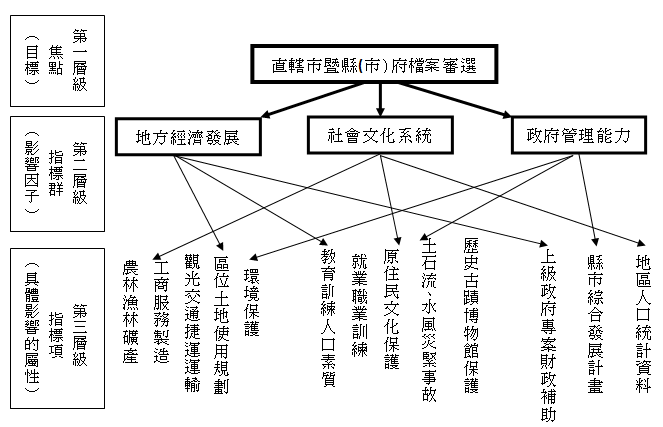 第一層級
焦點
（目標）
直轄市暨縣(市）府檔案審選
第二層級
指標群
（影響因子）
地方經濟發展
社會文化系統
政府管理能力
第三層級
指標項
（具體影響的屬性）
農林漁林礦產
工商服務製造
觀光交通捷運運輸
區位土地使用規劃
環境保護
教育訓練人口素質
就業職業訓練
原住民文化保護
土石流、水風災緊事故
歷史古蹟博物館保護
上級政府專案財政補助
縣市綜合發展計畫
地區人口統計資料